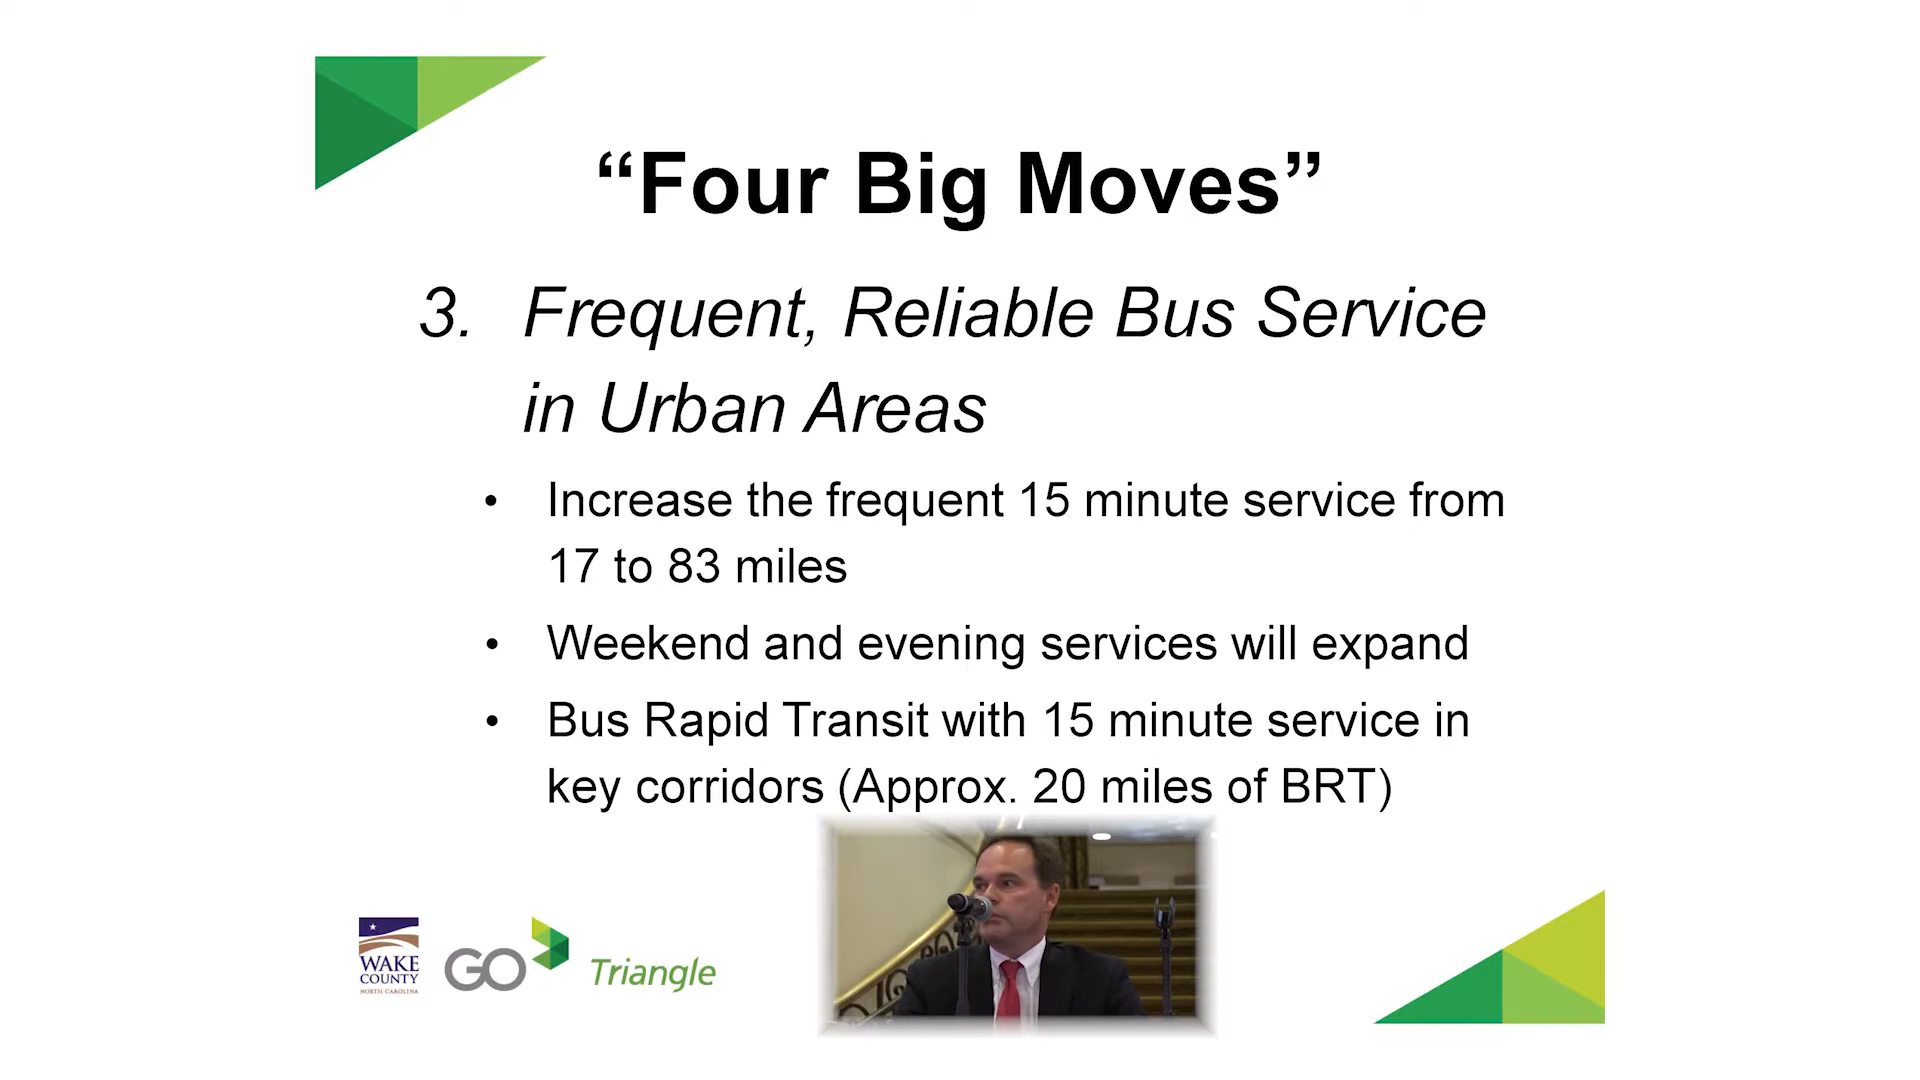 “Four Big Moves”
3. Frequent, Reliable Bus Service
in Urban Areas
• Increase the frequent 15 minute service from
17 to 83 miles
• Weekend and evening services will expand
• Bus Rapid Transit with 15 minute service in
key corridors (Approx. 20 miles of BRT)
WAKE
COUNTY
NORTH CAROLINA
GO Triangle